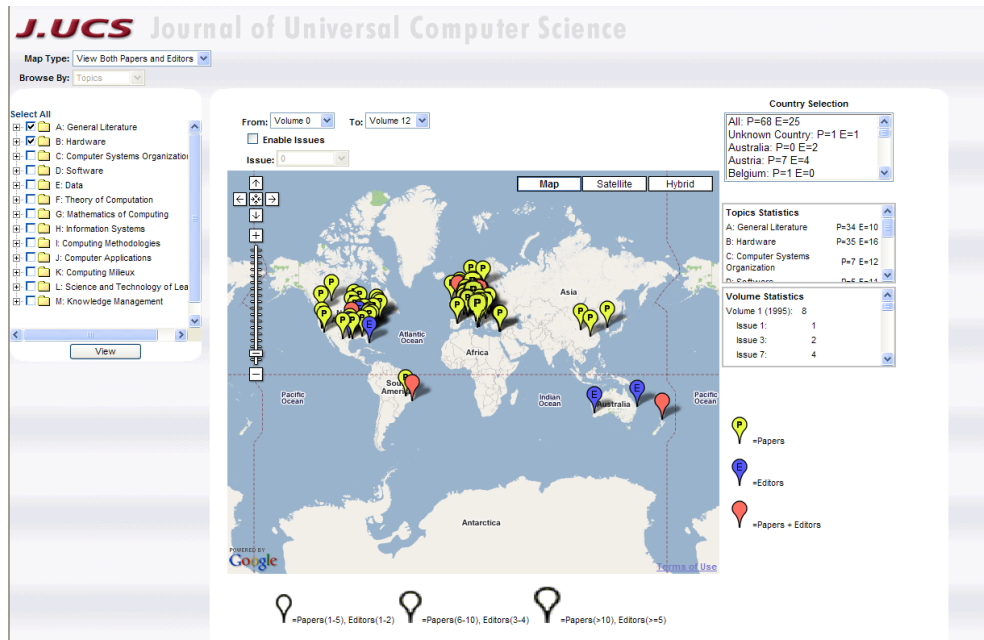 J.UCS Journal of Universal Computer Science
Map Type: View Both Papers and Editors
Browse By: Topics
Select All
A: General Literature
B: Hardware
C: Computer Systems Organization
D: Software
E: Data
F: Theory of Computation
G: Mathematics of Computing
H: Information Systems
I: Computing Methodologies
J: Computer Applications
K: Computing Milieux
L: Science and Technology of Lea
M: Knowledge Management
View
From: Volume 0 To: Volume 12
Enable Issues
Issue: 0
Map Satellite Hybrid
Asia
Atlantic
Ocean
Africa
Pacific
Ocean
Indian
Ocean
Australia
Pacific
Ocean
Antarctica
POWERED BY
Google
Terms of Use
Country Selection
All: P=68 E=25
Unknown Country: P=1 E=1
Australia: P=0 E=2
Austria: P=7 E=4
Belgium: P=1 E=0
Topics Statistics
A: General Literature P=34 E=10
B: Hardware P=35 E=16
C: Computer Systems
Organization P=7 E=12
Volume Statistics
Volume 1 (1995): 8
Issue 1: 1
Issue 3: 2
Issue 7: 4
P =Papers
E =Editors
=Papers + Editors
=Papers(1-5), Editors(1-2) =Papers(6-10), Editors(3-4) =Papers(>10), Editors(>=5)